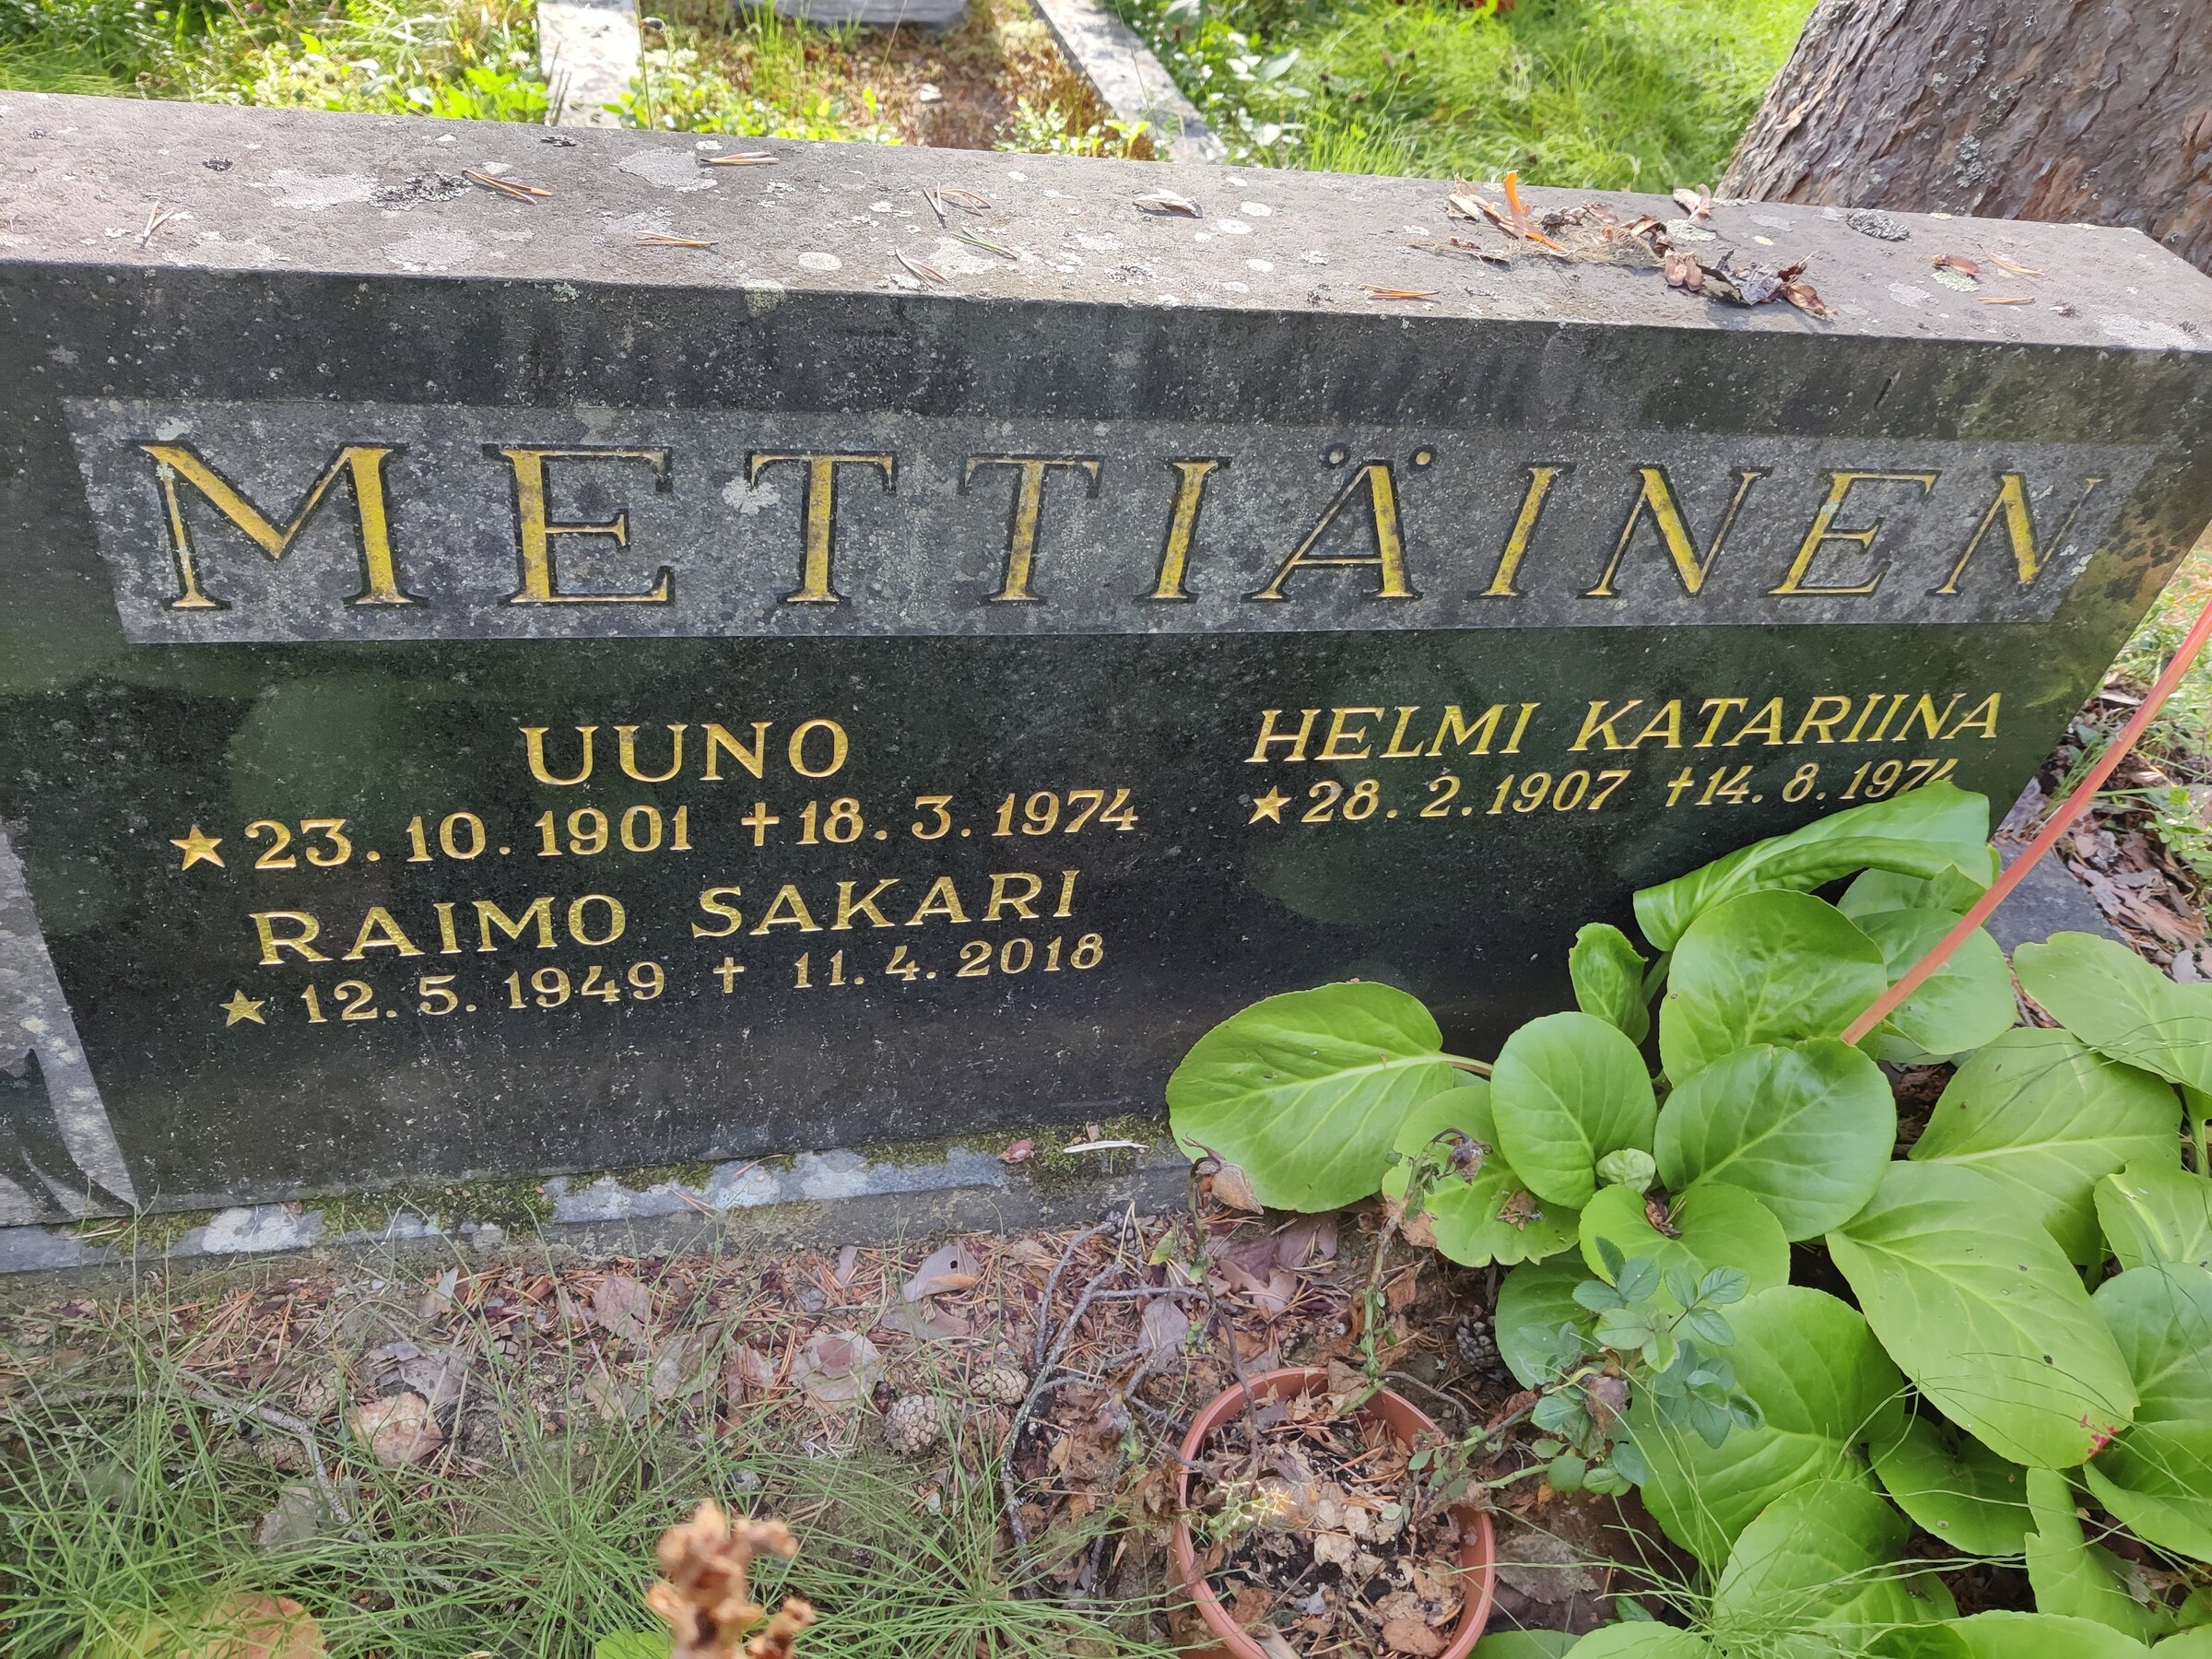 METTIÄINEN
UUNO
★ 23.10.1901 ✝ 18.3.1974
RAIMO SAKARI
★ 12.5.1949 ✝ 11.4.2018
HELMI KATARIINA
★ 28.2.1907 ✝ 14.8.1974